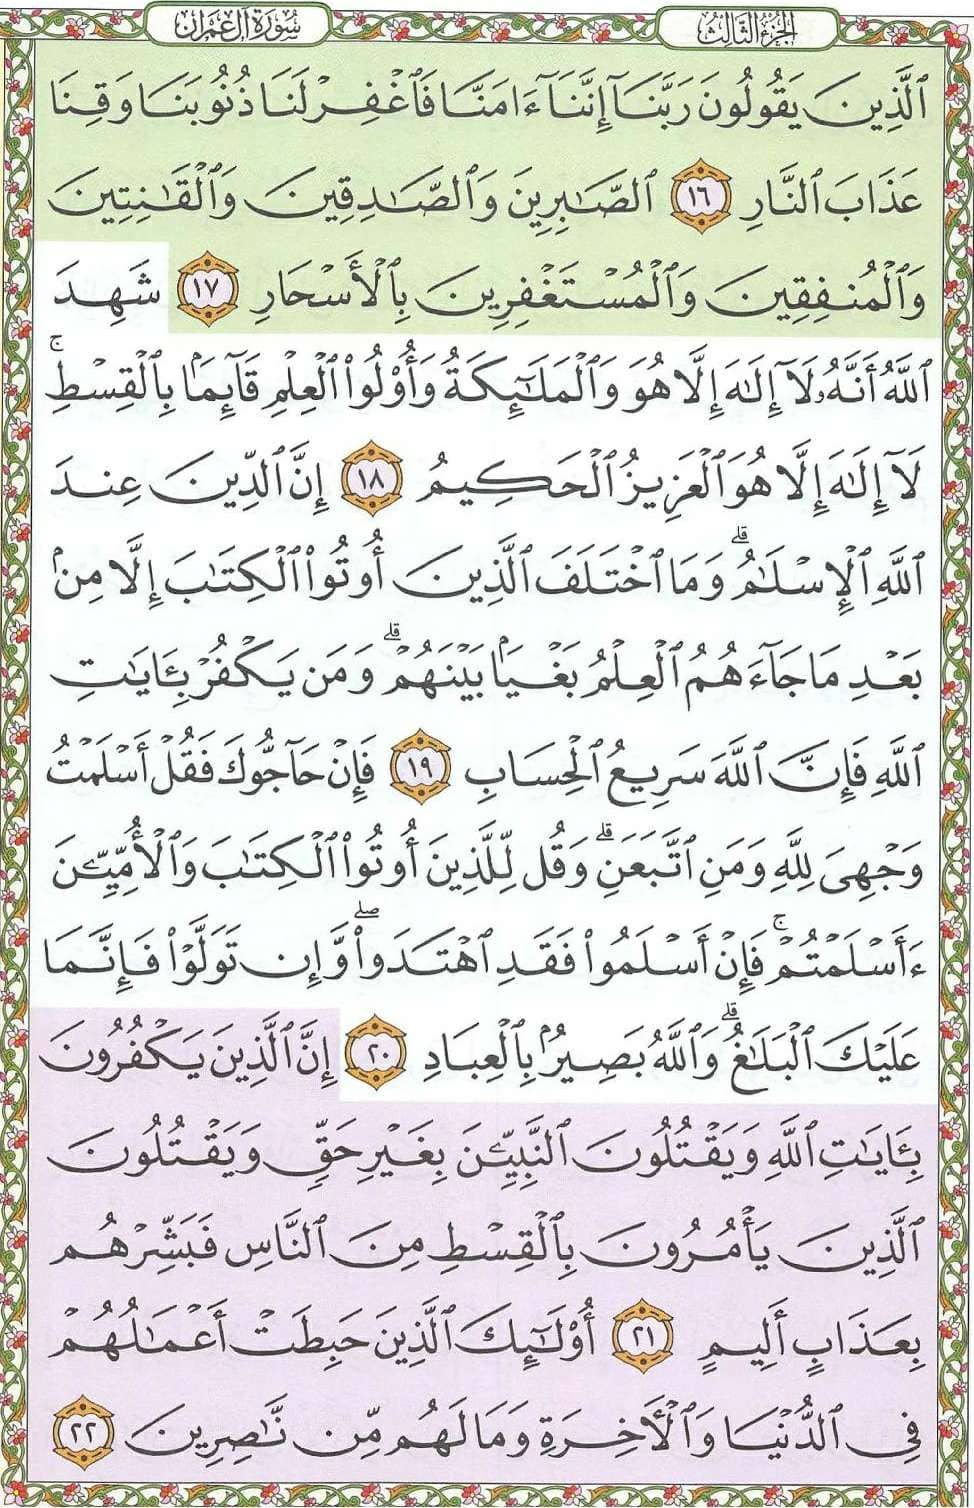 الجزء الثالث
سورة آل عمران
ٱلَّذِينَ يَقُولُونَ رَبَّنَآ إِنَّنَآ ءَامَنَّا فَٱغْفِرْ لَنَا ذُنُوبَنَا وَقِنَا
عَذَابَ ٱلنَّارِ ١٦ ٱلصَّٰبِرِينَ وَٱلصَّٰدِقِينَ وَٱلْقَٰنِتِينَ
وَٱلْمُنفِقِينَ وَٱلْمُسْتَغْفِرِينَ بِٱلْأَسْحَارِ ١٧ شَهِدَ
ٱللَّهُ أَنَّهُۥ لَآ إِلَٰهَ إِلَّا هُوَ وَٱلْمَلَٰٓئِكَةُ وَأُو۟لُوا۟ ٱلْعِلْمِ قَآئِمَۢا بِٱلْقِسْطِ ۚ
لَآ إِلَٰهَ إِلَّا هُوَ ٱلْعَزِيزُ ٱلْحَكِيمُ ١٨ إِنَّ ٱلدِّينَ عِندَ
ٱللَّهِ ٱلْإِسْلَٰمُ ۗ وَمَا ٱخْتَلَفَ ٱلَّذِينَ أُوتُوا۟ ٱلْكِتَٰبَ إِلَّا مِنۢ
بَعْدِ مَا جَآءَهُمُ ٱلْعِلْمُ بَغْيَۢا بَيْنَهُمْ ۗ وَمَن يَكْفُرْ بِـَٔايَٰتِ
ٱللَّهِ فَإِنَّ ٱللَّهَ سَرِيعُ ٱلْحِسَابِ ١٩ فَإِنْ حَآجُّوكَ فَقُلْ أَسْلَمْتُ
وَجْهِىَ لِلَّهِ وَمَنِ ٱتَّبَعَنِ ۗ وَقُل لِّلَّذِينَ أُوتُوا۟ ٱلْكِتَٰبَ وَٱلْأُمِّيِّـۧنَ
ءَأَسْلَمْتُمْ ۚ فَإِنْ أَسْلَمُوا۟ فَقَدِ ٱهْتَدَوا۟ ۖ وَّإِن تَوَلَّوْا۟ فَإِنَّمَا
عَلَيْكَ ٱلْبَلَٰغُ ۗ وَٱللَّهُ بَصِيرٌۢ بِٱلْعِبَادِ ٢٠ إِنَّ ٱلَّذِينَ يَكْفُرُونَ
بِـَٔايَٰتِ ٱللَّهِ وَيَقْتُلُونَ ٱلنَّبِيِّـۧنَ بِغَيْرِ حَقٍّ وَيَقْتُلُونَ
ٱلَّذِينَ يَأْمُرُونَ بِٱلْقِسْطِ مِنَ ٱلنَّاسِ فَبَشِّرْهُم
بِعَذَابٍ أَلِيمٍ ٢١ أُو۟لَٰٓئِكَ ٱلَّذِينَ حَبِطَتْ أَعْمَٰلُهُمْ
فِى ٱلدُّنْيَا وَٱلْأَخِرَةِ وَمَا لَهُم مِّن نَّٰصِرِينَ ٢٢